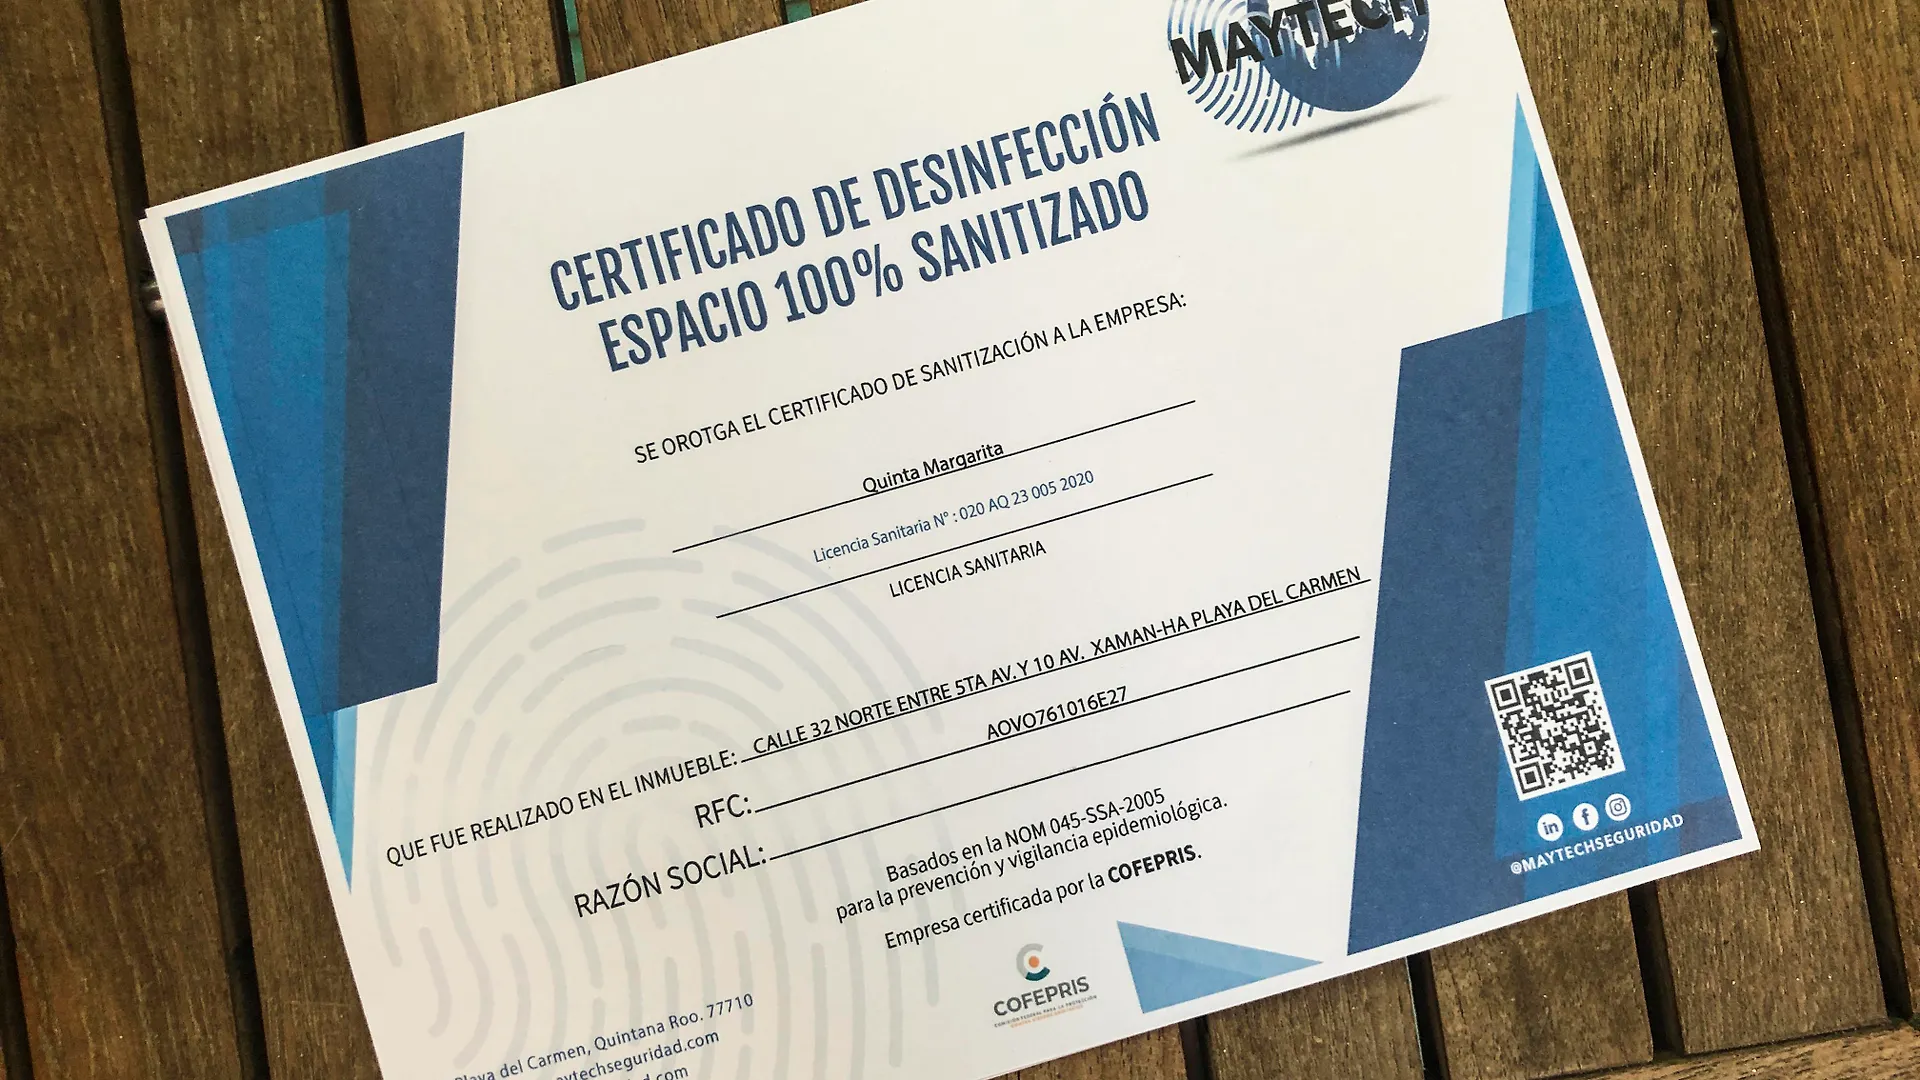 MAYTECH
CERTIFICADO DE DESINFECCIÓN
ESPACIO 100% SANITIZADO
SE OROTGA EL CERTIFICADO DE SANITIZACIÓN A LA EMPRESA:
Quinta Margarita
Licencia Sanitaria N° : 020 AQ 23 005 2020
LICENCIA SANITARIA
QUE FUE REALIZADO EN EL INMUEBLE: CALLE 32 NORTE ENTRE 5TA AV. Y 10 AV. XAMAN-HA PLAYA DEL CARMEN
RFC: AOVO761016E27
RAZÓN SOCIAL:
Basados en la NOM 045-SSA-2005
para la prevención y vigilancia epidemiológica.
Empresa certificada por la COFEPRIS.
COFEPRIS
in f
@MAYTECHSEGURIDAD
del Carmen, Quintana Roo. 77710